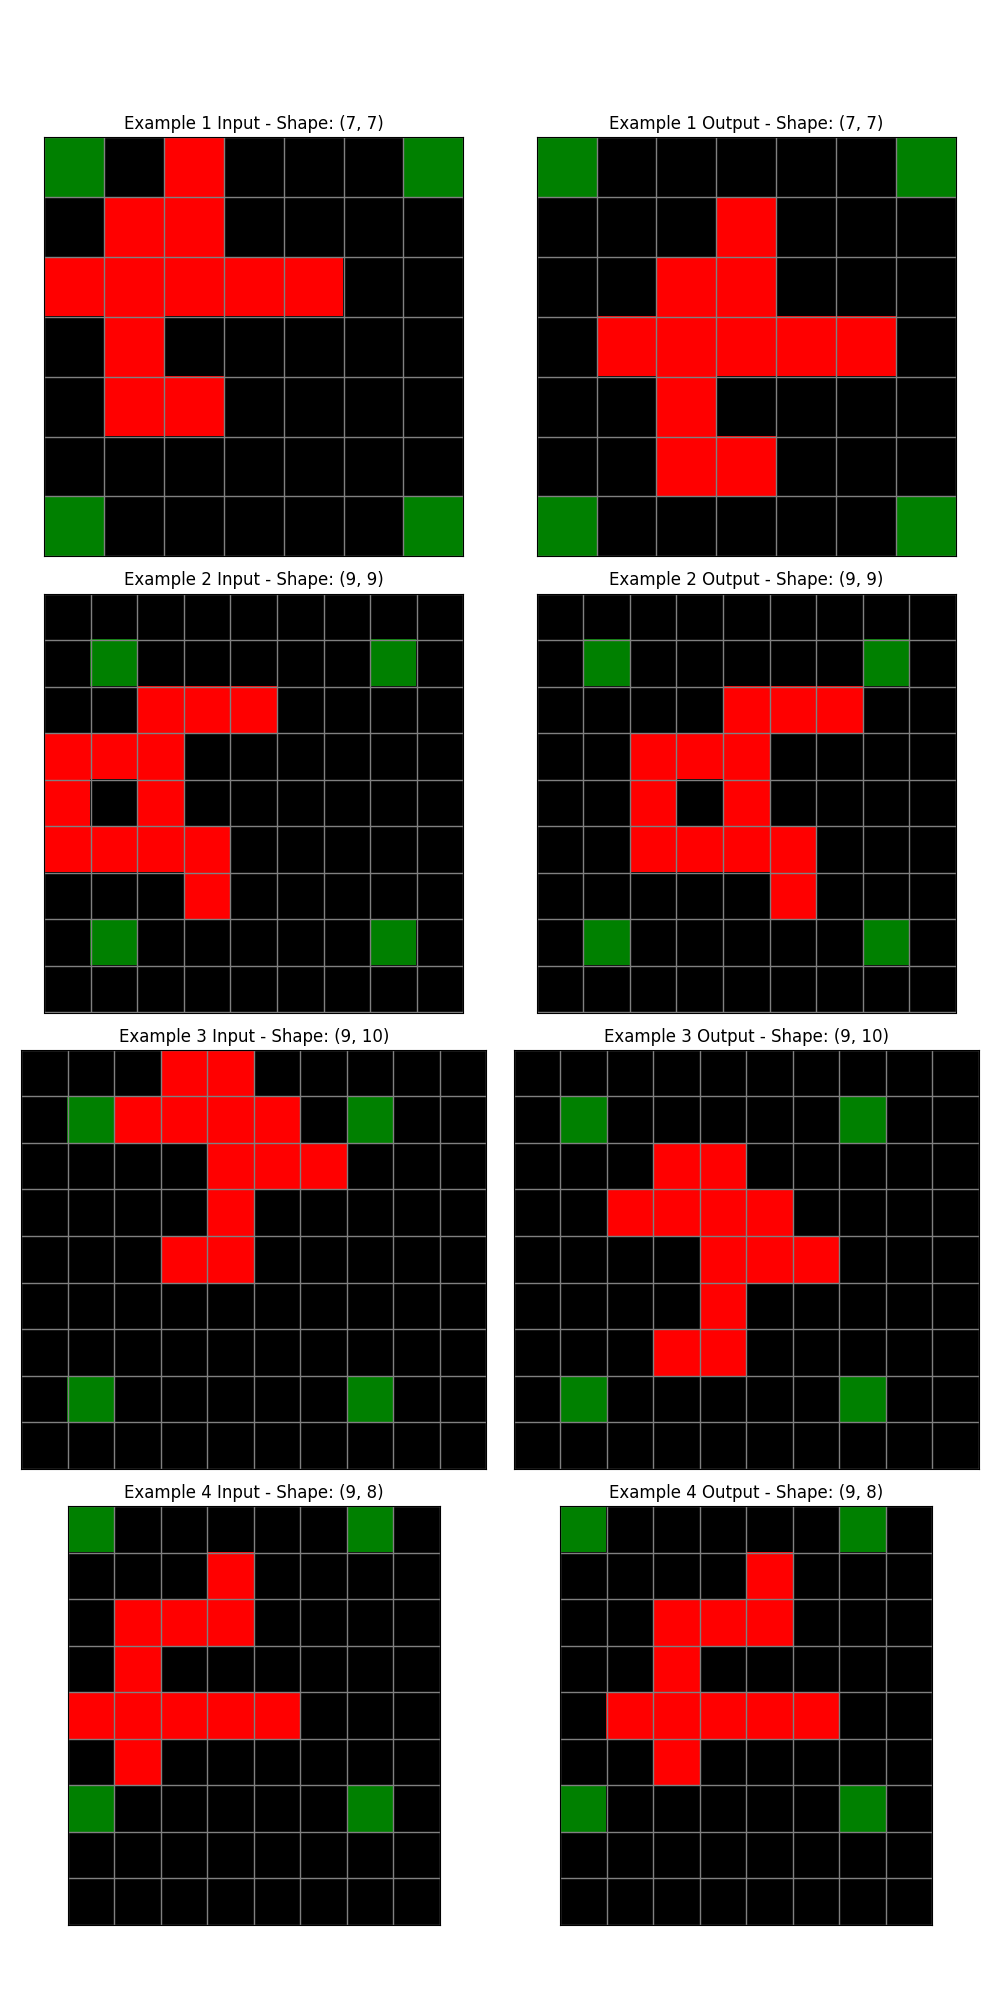 Example 1 Input - Shape: (7, 7)
Example 1 Output - Shape: (7, 7)
Example 2 Input - Shape: (9, 9)
Example 2 Output - Shape: (9, 9)
Example 3 Input - Shape: (9, 10)
Example 3 Output - Shape: (9, 10)
Example 4 Input - Shape: (9, 8)
Example 4 Output - Shape: (9, 8)